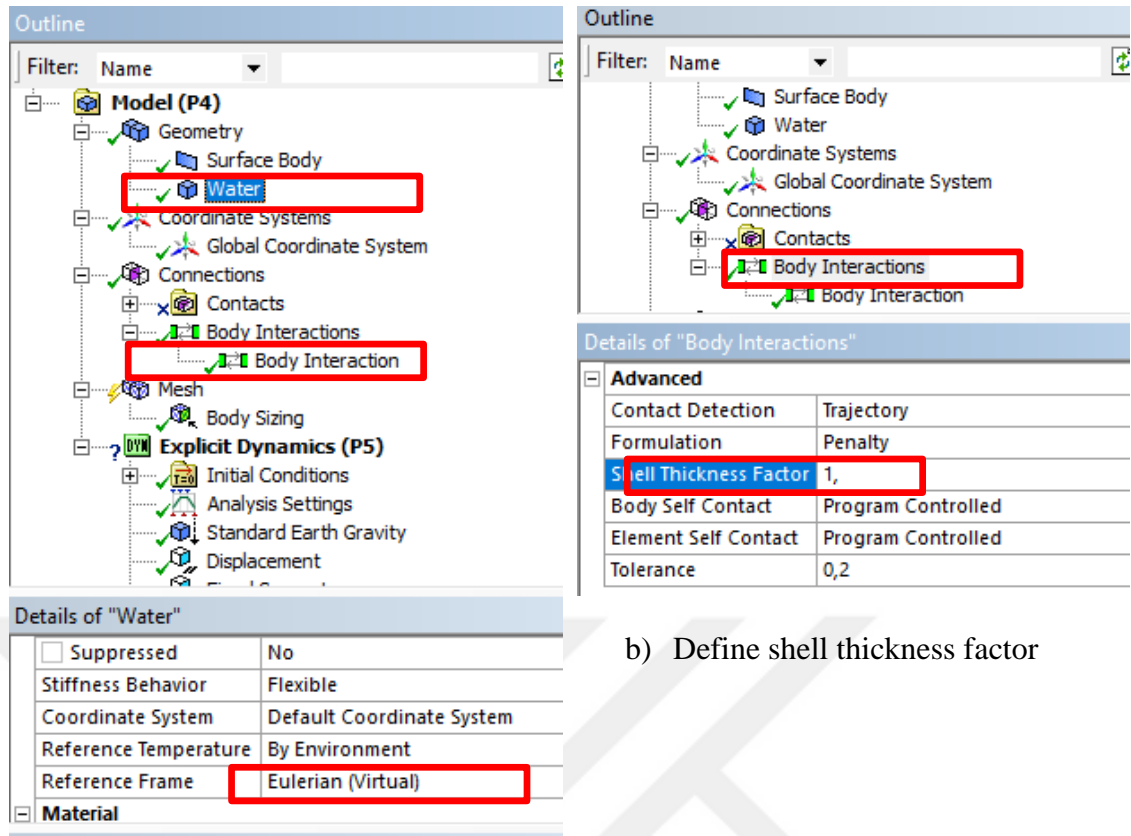 Outline
Filter: Name
Model (P4)
Geometry
Surface Body
Water
Coordinate Systems
Global Coordinate System
Connections
Contacts
Body Interactions
Body Interaction
Mesh
Body Sizing
Explicit Dynamics (P5)
Initial Conditions
Analysis Settings
Standard Earth Gravity
Displacement
Details of "Water"
Suppressed No
Stiffness Behavior Flexible
Coordinate System Default Coordinate System
Reference Temperature By Environment
Reference Frame Eulerian (Virtual)
Material
Outline
Filter: Name
Surface Body
Water
Coordinate Systems
Global Coordinate System
Connections
Contacts
Body Interactions
Body Interaction
Details of "Body Interactions"
Advanced
Contact Detection Trajectory
Formulation Penalty
Shell Thickness Factor 1,
Body Self Contact Program Controlled
Element Self Contact Program Controlled
Tolerance 0,2
b) Define shell thickness factor